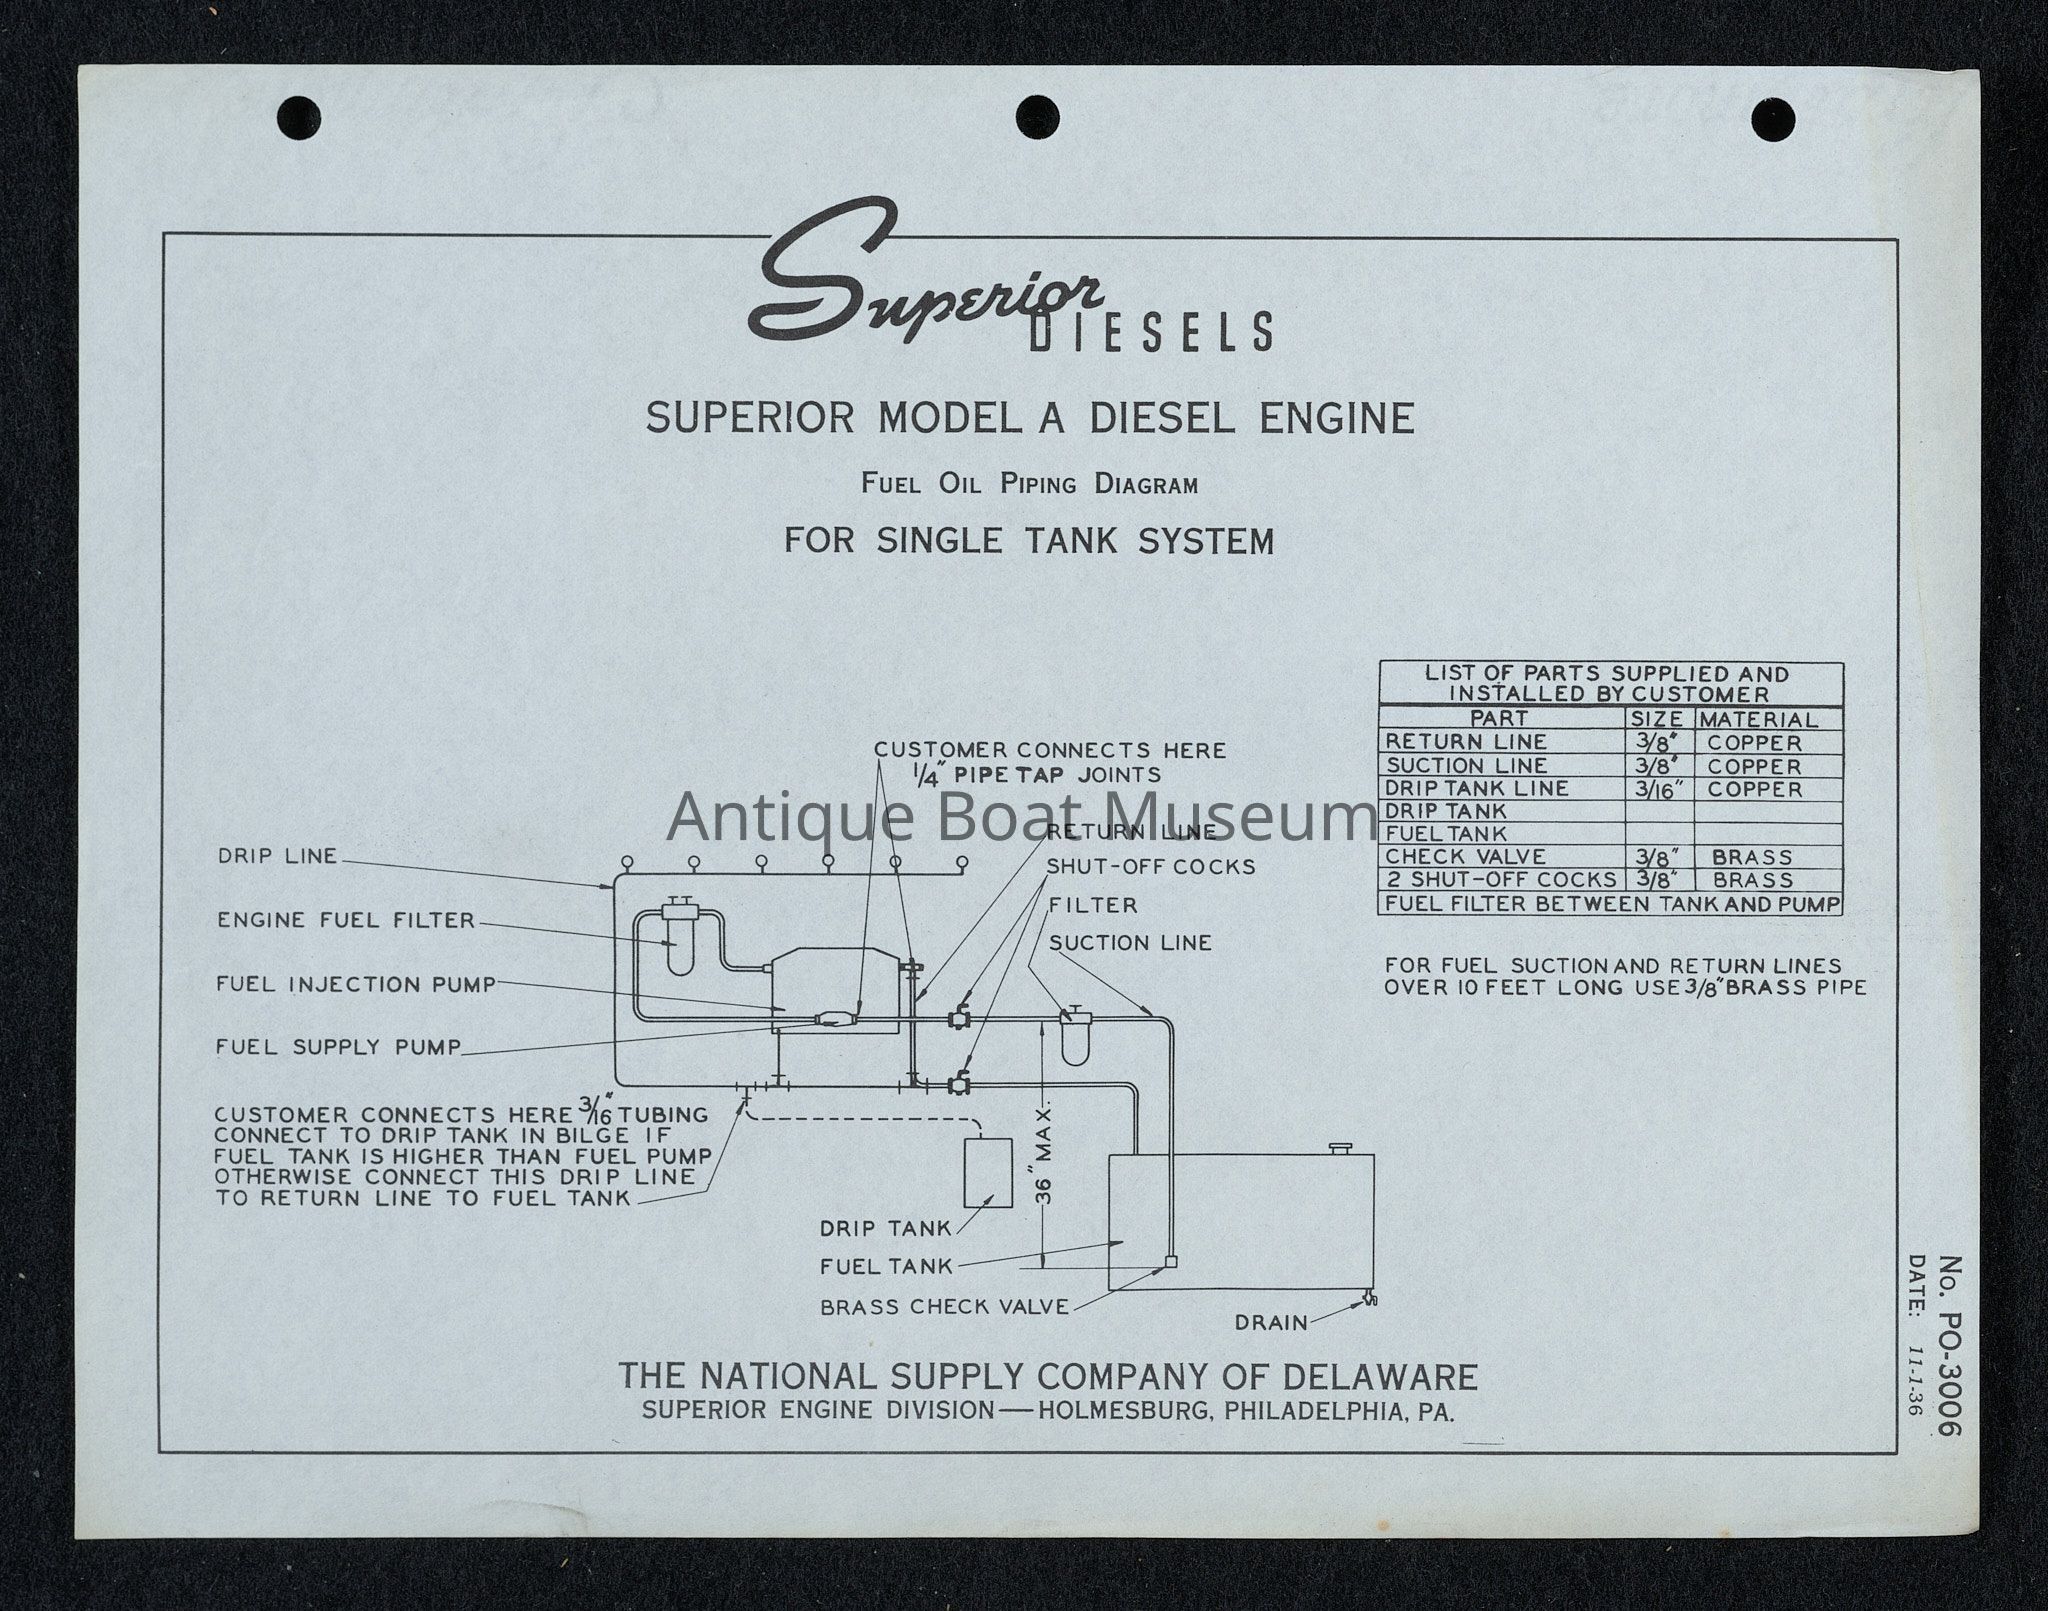 Superior
DIESELS
SUPERIOR MODEL A DIESEL ENGINE
FUEL OIL PIPING DIAGRAM
FOR SINGLE TANK SYSTEM
LIST OF PARTS SUPPLIED AND
INSTALLED BY CUSTOMER
PART SIZE MATERIAL
RETURN LINE 3/8" COPPER
SUCTION LINE 3/8" COPPER
DRIP TANK LINE 3/16" COPPER
DRIP TANK
FUEL TANK
CHECK VALVE 3/8" BRASS
2 SHUT-OFF COCKS 3/8" BRASS
FUEL FILTER BETWEEN TANK AND PUMP
FOR FUEL SUCTION AND RETURN LINES
OVER 10 FEET LONG USE 3/8" BRASS PIPE
CUSTOMER CONNECTS HERE
1/4" PIPE TAP JOINTS
Antique Boat Museum
RETURN LINE
SHUT-OFF COCKS
FILTER
SUCTION LINE
DRIP LINE
ENGINE FUEL FILTER
FUEL INJECTION PUMP
FUEL SUPPLY PUMP
CUSTOMER CONNECTS HERE 3/16" TUBING
CONNECT TO DRIP TANK IN BILGE IF
FUEL TANK IS HIGHER THAN FUEL PUMP
OTHERWISE CONNECT THIS DRIP LINE
TO RETURN LINE TO FUEL TANK
36" MAX.
DRIP TANK
FUEL TANK
BRASS CHECK VALVE
DRAIN
THE NATIONAL SUPPLY COMPANY OF DELAWARE
SUPERIOR ENGINE DIVISION—HOLMESBURG, PHILADELPHIA, PA.
No. PO-3006
DATE: 11-1-36